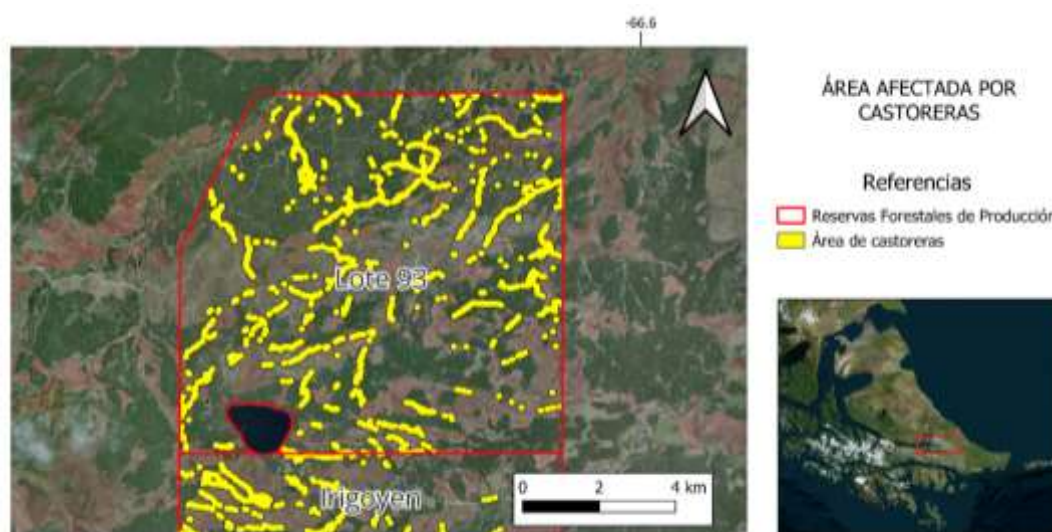 -66.6
ÁREA AFECTADA POR
CASTORERAS
Referencias
Reservas Forestales de Producción
Área de castoreras
Lote 93
Irigoyen
0 2 4 km